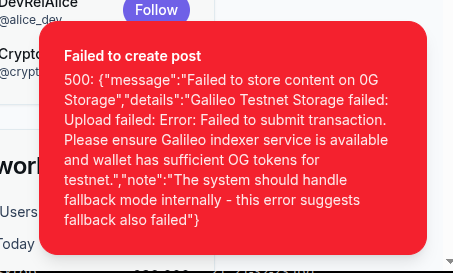 DevRelAlice
@alice_dev
Follow
Crypto
@crypt
Failed to create post
500: {"message":"Failed to store content on 0G
Storage","details":"Galileo Testnet Storage failed:
Upload failed: Error: Failed to submit transaction.
Please ensure Galileo indexer service is available
and wallet has sufficient OG tokens for
testnet.","note":"The system should handle
fallback mode internally - this error suggests
fallback also failed"}
Users
Today